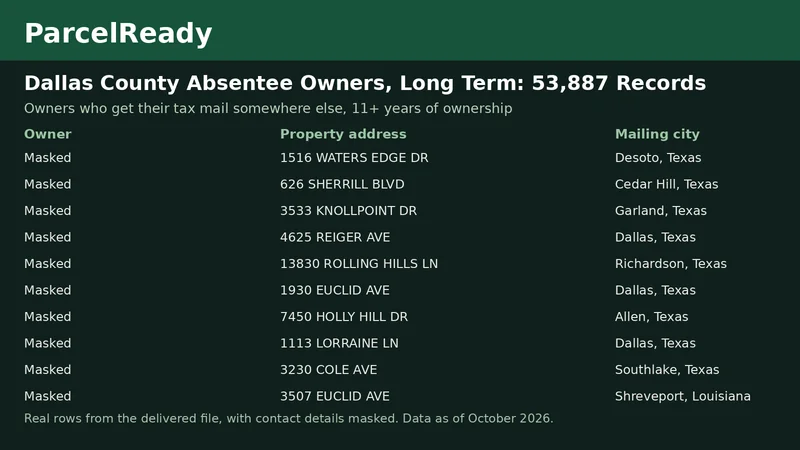 ParcelReady
Dallas County Absentee Owners, Long Term: 53,887 Records
Owners who get their tax mail somewhere else, 11+ years of ownership
Owner Property address Mailing city
Masked 1516 WATERS EDGE DR Desoto, Texas
Masked 626 SHERRILL BLVD Cedar Hill, Texas
Masked 3533 KNOLLPOINT DR Garland, Texas
Masked 4625 REIGER AVE Dallas, Texas
Masked 13830 ROLLING HILLS LN Richardson, Texas
Masked 1930 EUCLID AVE Dallas, Texas
Masked 7450 HOLLY HILL DR Allen, Texas
Masked 1113 LORRAINE LN Dallas, Texas
Masked 3230 COLE AVE Southlake, Texas
Masked 3507 EUCLID AVE Shreveport, Louisiana
Real rows from the delivered file, with contact details masked. Data as of October 2026.